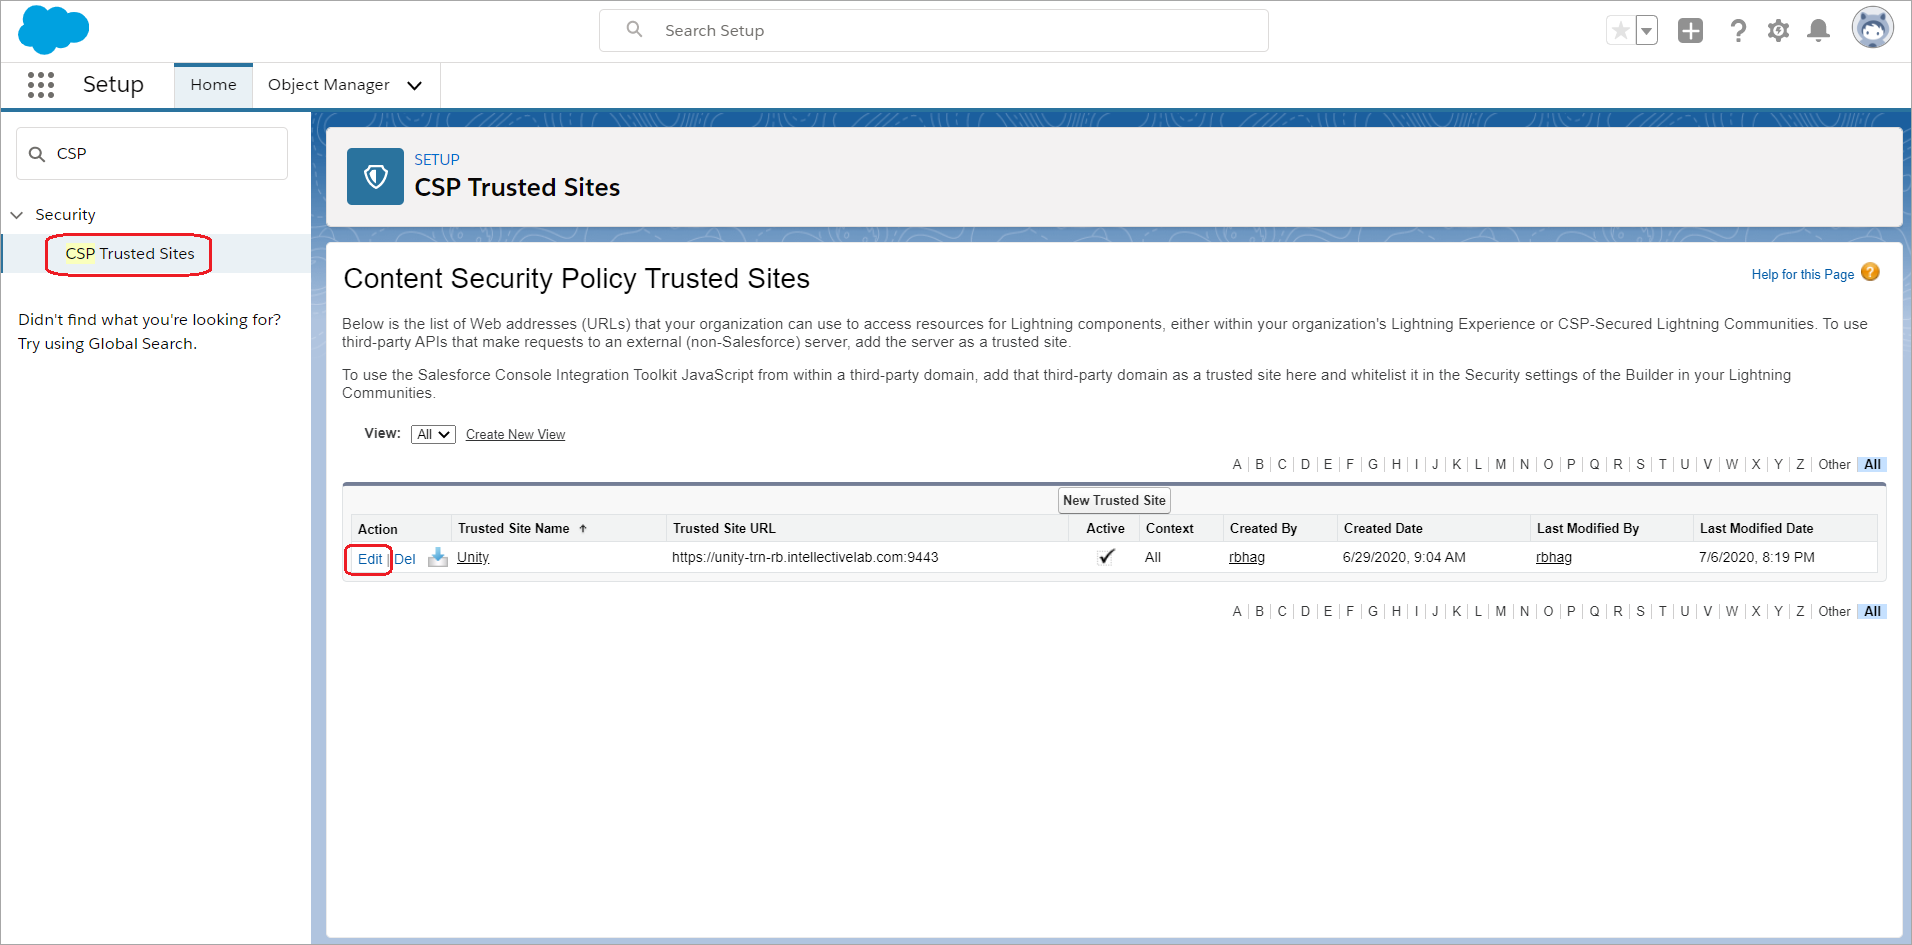 Search Setup
Setup
Home
Object Manager
CSP
Security
CSP Trusted Sites
Didn't find what you're looking for?
Try using Global Search.
SETUP
CSP Trusted Sites
Content Security Policy Trusted Sites
Help for this Page ?
Below is the list of Web addresses (URLs) that your organization can use to access resources for Lightning components, either within your organization's Lightning Experience or CSP-Secured Lightning Communities. To use
third-party APIs that make requests to an external (non-Salesforce) server, add the server as a trusted site.
To use the Salesforce Console Integration Toolkit JavaScript from within a third-party domain, add that third-party domain as a trusted site here and whitelist it in the Security settings of the Builder in your Lightning
Communities.
View: All Create New View
A | B | C | D | E | F | G | H | I | J | K | L | M | N | O | P | Q | R | S | T | U | V | W | X | Y | Z | Other | All
New Trusted Site
Action Trusted Site Name ↑ Trusted Site URL Active Context Created By Created Date Last Modified By Last Modified Date
Edit | Del Unity https://unity-trn-rb.intellectivelab.com:9443 ✓ All rbhag 6/29/2020, 9:04 AM rbhag 7/6/2020, 8:19 PM
A | B | C | D | E | F | G | H | I | J | K | L | M | N | O | P | Q | R | S | T | U | V | W | X | Y | Z | Other | All